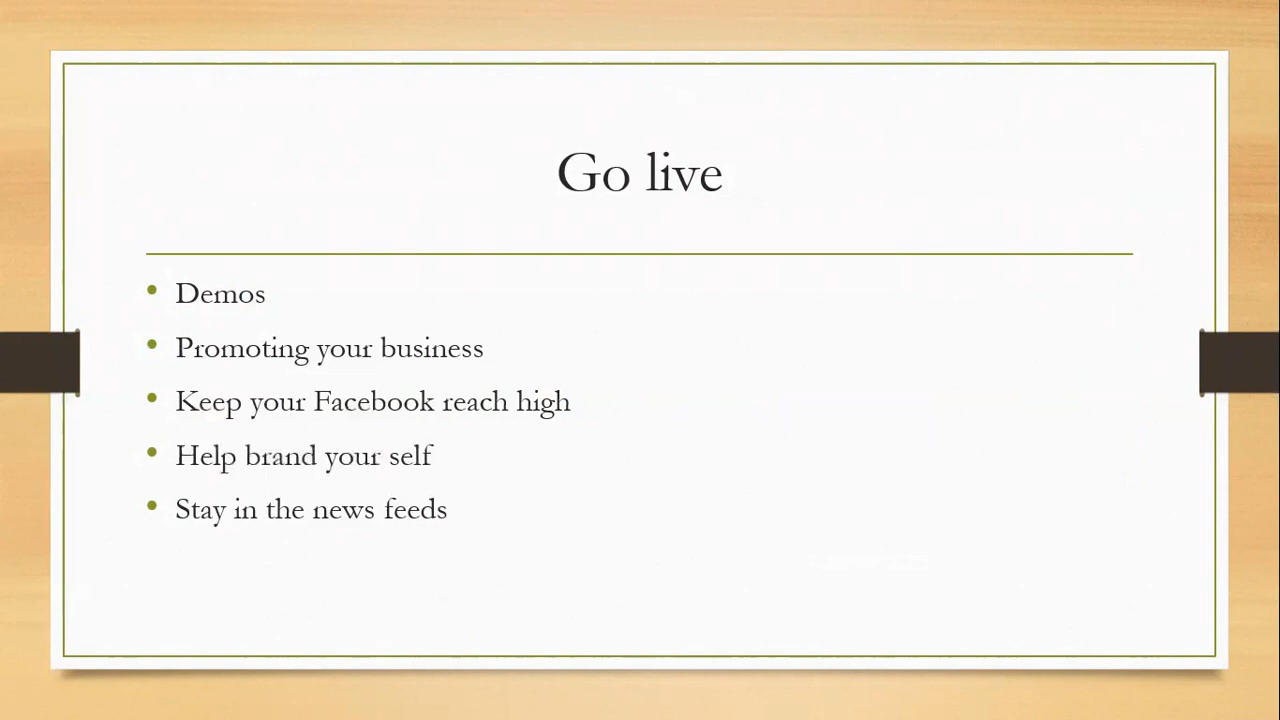 Go live
Demos
Promoting your business
Keep your Facebook reach high
Help brand your self
Stay in the news feeds